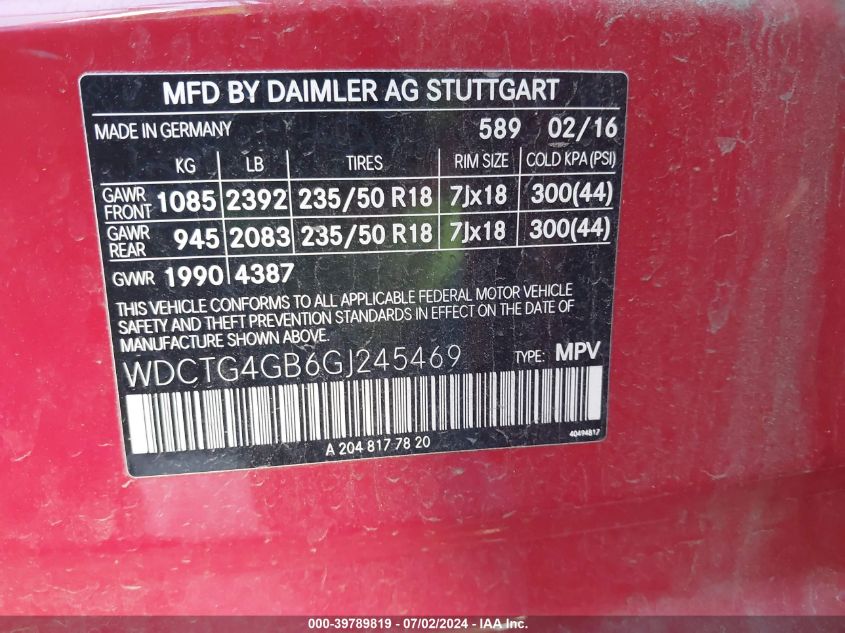 MFD BY DAIMLER AG STUTTGART
MADE IN GERMANY 589 02/16
KG LB TIRES RIM SIZE COLD KPA (PSI)
GAWR FRONT 1085 2392 235/50 R18 7Jx18 300(44)
GAWR REAR 945 2083 235/50 R18 7Jx18 300(44)
GVWR 1990 4387
THIS VEHICLE CONFORMS TO ALL APPLICABLE FEDERAL MOTOR VEHICLE
SAFETY AND THEFT PREVENTION STANDARDS IN EFFECT ON THE DATE OF
MANUFACTURE SHOWN ABOVE.
WDCTG4GB6GJ245469 TYPE: MPV
A 204 817 78 20 40494817
000-39789819 - 07/02/2024 - IAA Inc.